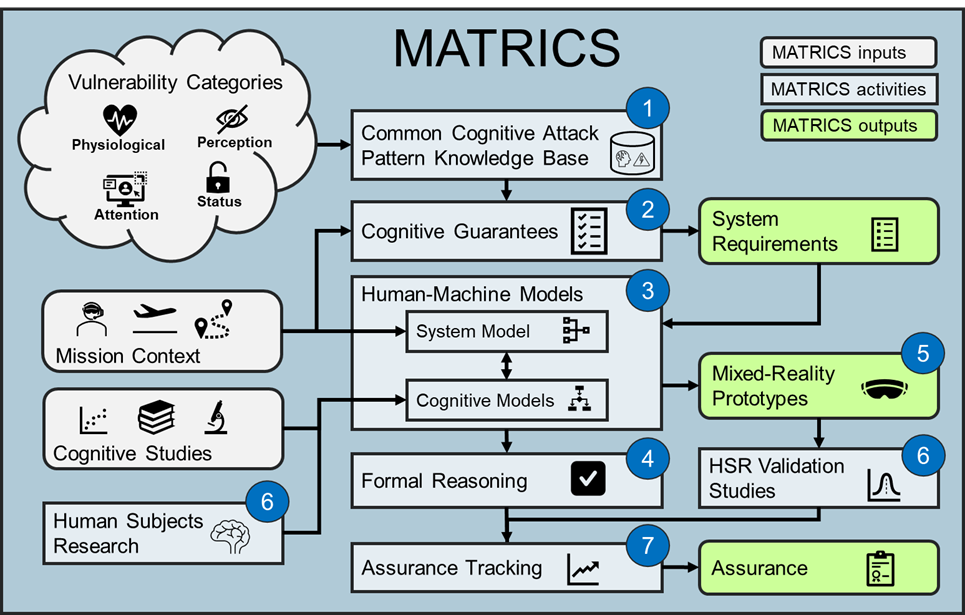 MATRICS
MATRICS inputs
MATRICS activities
MATRICS outputs
Vulnerability Categories
Physiological
Perception
Attention
Status
1
Common Cognitive Attack
Pattern Knowledge Base
2
Cognitive Guarantees
System
Requirements
3
Human-Machine Models
System Model
Cognitive Models
Mission Context
Cognitive Studies
5
Mixed-Reality
Prototypes
4
Formal Reasoning
6
HSR Validation
Studies
6
Human Subjects
Research
7
Assurance Tracking
Assurance